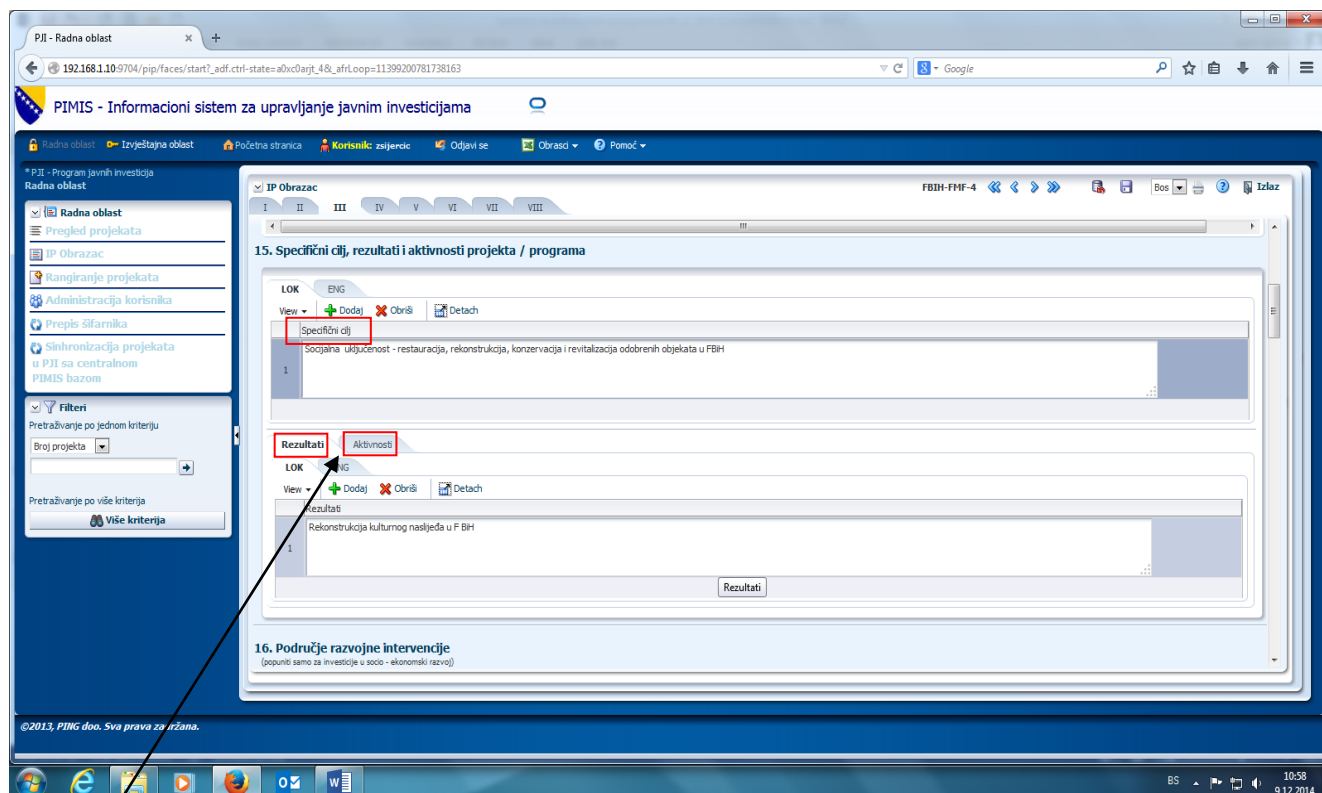 PJI - Radna oblast
192.168.1.10:9704/pip/faces/start?_adf.ctrl-state=a0xc0arjt_4&_afrLoop=11399200781738163
Google
PIMIS - Informacioni sistem za upravljanje javnim investicijama
Radna oblast Izvještajna oblast Početna stranica Korisnik: zsijercic Odjavi se Obrasci Pomoć
* PJI - Program javnih investicija
Radna oblast
Radna oblast
Pregled projekata
IP Obrazac
Rangiranje projekata
Administracija korisnika
Prepis šifarnika
Sinhronizacija projekata
u PJI sa centralnom
PIMIS bazom
Filteri
Pretraživanje po jednom kriteriju
Broj projekta
Pretraživanje po više kriterija
Više kriterija
IP Obrazac FBIH-FMF-4 Bos Izlaz
I II III IV V VI VII VIII
15. Specifični cilj, rezultati i aktivnosti projekta / programa
LOK ENG
View Dodaj Obriši Detach
Specifični cilj
1 Socijalna uključenost - restauracija, rekonstrukcija, konzervacija i revitalizacija odobrenih objekata u FBiH
Rezultati Aktivnosti
LOK ENG
View Dodaj Obriši Detach
Rezultati
1 Rekonstrukcija kulturnog naslijeđa u F BiH
Rezultati
16. Područje razvojne intervencije
(popuniti samo za investicije u socio - ekonomski razvoj)
©2013, PING doo. Sva prava zadržana.
BS 10:58
9.12.2014